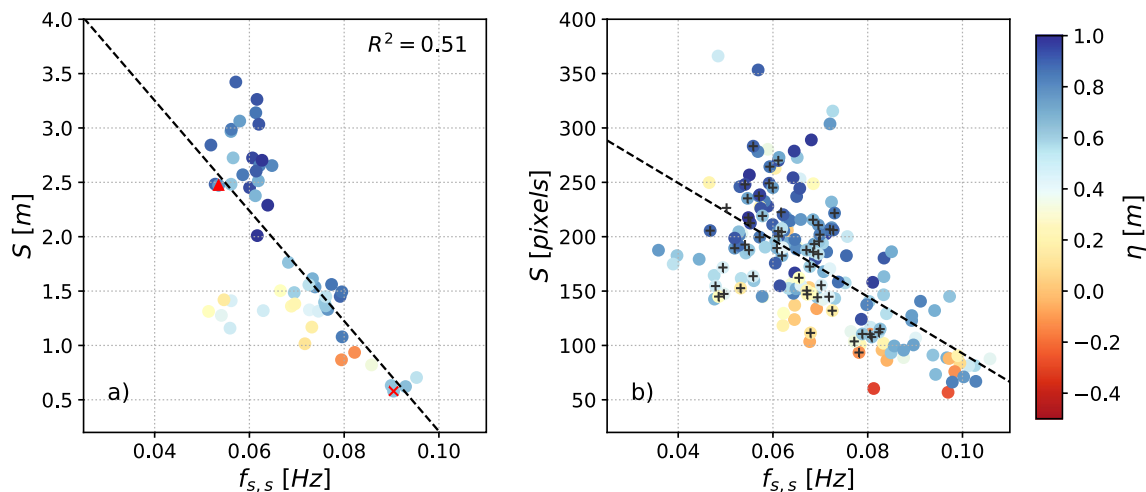 4.0
3.5
3.0
2.5
2.0
1.5
1.0
0.5
S [m]
R² = 0.51
a)
0.04 0.06 0.08 0.10
f_{s,s} [Hz]
400
350
300
250
200
150
100
50
S [pixels]
b)
0.04 0.06 0.08 0.10
f_{s,s} [Hz]
1.0
0.8
0.6
0.4
0.2
0.0
−0.2
−0.4
η [m]